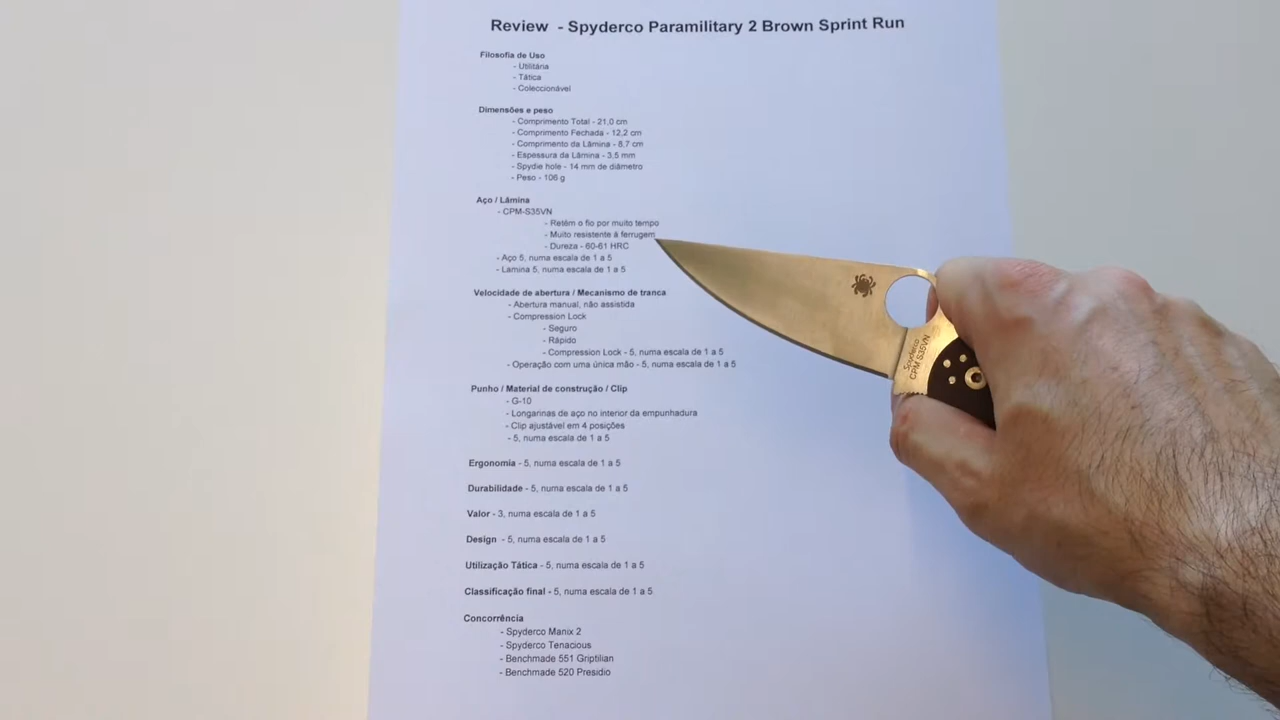 Review - Spyderco Paramilitary 2 Brown Sprint Run
Filosofia de Uso
- Utilitária
- Tática
- Coleccionável
Dimensões e peso
- Comprimento Total - 21,0 cm
- Comprimento Fechada - 12,2 cm
- Comprimento da Lâmina - 8,7 cm
- Espessura da Lâmina - 3,5 mm
- Spydie hole - 14 mm de diâmetro
- Peso - 106 g
Aço / Lâmina
- CPM-S35VN
- Retêm o fio por muito tempo
- Muito resistente à ferrugem
- Dureza - 60-61 HRC
- Aço 5, numa escala de 1 a 5
- Lamina 5, numa escala de 1 a 5
Velocidade de abertura / Mecanismo de tranca
- Abertura manual, não assistida
- Compression Lock
- Seguro
- Rápido
- Compression Lock - 5, numa escala de 1 a 5
- Operação com uma única mão - 5, numa escala de 1 a 5
Punho / Material de construção / Clip
- G-10
- Longarinas de aço no interior da empunhadura
- Clip ajustável em 4 posições
- 5, numa escala de 1 a 5
Ergonomia - 5, numa escala de 1 a 5
Durabilidade - 5, numa escala de 1 a 5
Valor - 3, numa escala de 1 a 5
Design - 5, numa escala de 1 a 5
Utilização Tática - 5, numa escala de 1 a 5
Classificação final - 5, numa escala de 1 a 5
Concorrência
- Spyderco Manix 2
- Spyderco Tenacious
- Benchmade 551 Griptilian
- Benchmade 520 Presidio
Spyderco
CPM S35VN